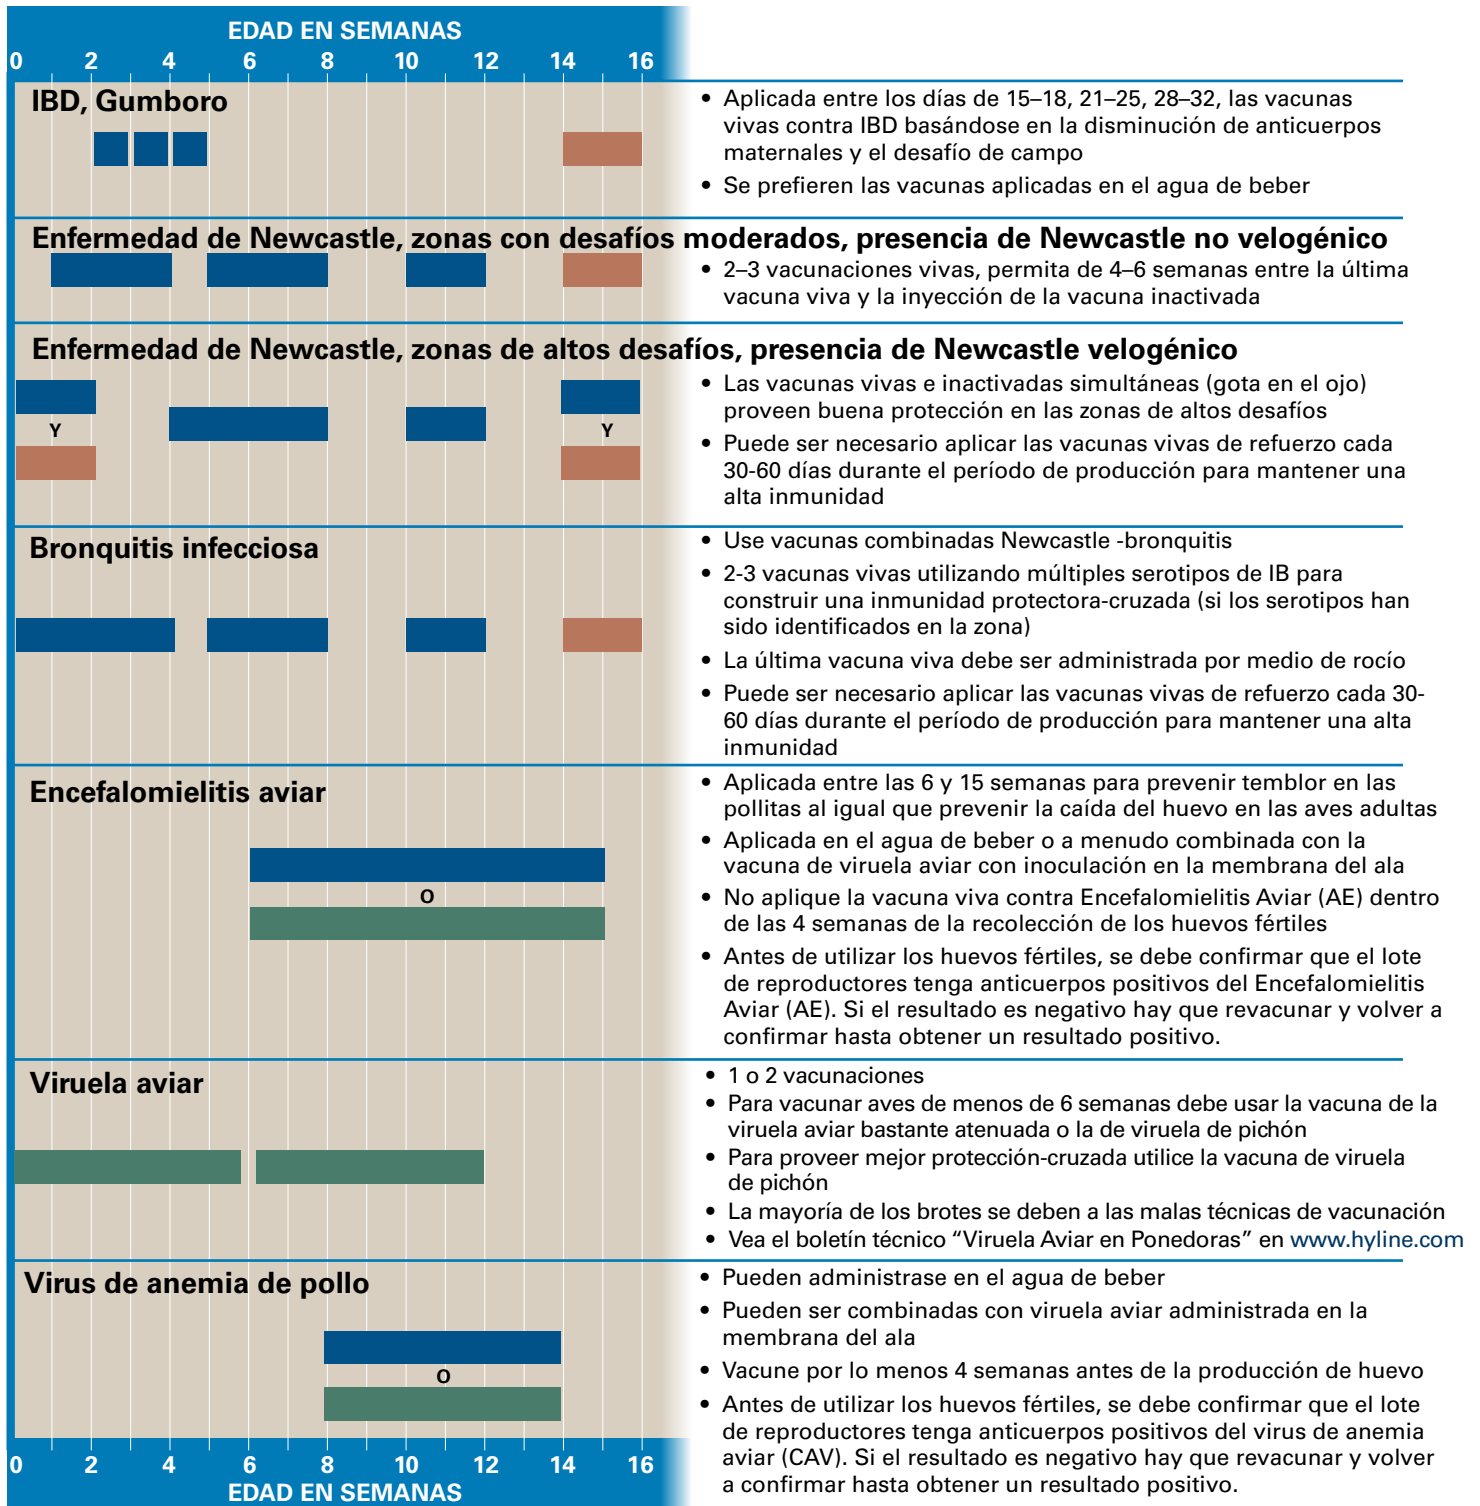 EDAD EN SEMANAS
0 2 4 6 8 10 12 14 16
IBD, Gumboro
• Aplicada entre los días de 15–18, 21–25, 28–32, las vacunas
vivas contra IBD basándose en la disminución de anticuerpos
maternales y el desafío de campo
• Se prefieren las vacunas aplicadas en el agua de beber
Enfermedad de Newcastle, zonas con desafíos moderados, presencia de Newcastle no velogénico
• 2–3 vacunaciones vivas, permita de 4–6 semanas entre la última
vacuna viva y la inyección de la vacuna inactivada
Enfermedad de Newcastle, zonas de altos desafíos, presencia de Newcastle velogénico
Y Y
• Las vacunas vivas e inactivadas simultáneas (gota en el ojo)
proveen buena protección en las zonas de altos desafíos
• Puede ser necesario aplicar las vacunas vivas de refuerzo cada
30-60 días durante el período de producción para mantener una
alta inmunidad
Bronquitis infecciosa
• Use vacunas combinadas Newcastle -bronquitis
• 2-3 vacunas vivas utilizando múltiples serotipos de IB para
construir una inmunidad protectora-cruzada (si los serotipos han
sido identificados en la zona)
• La última vacuna viva debe ser administrada por medio de rocío
• Puede ser necesario aplicar las vacunas vivas de refuerzo cada 30-
60 días durante el período de producción para mantener una alta
inmunidad
Encefalomielitis aviar
O
• Aplicada entre las 6 y 15 semanas para prevenir temblor en las
pollitas al igual que prevenir la caída del huevo en las aves adultas
• Aplicada en el agua de beber o a menudo combinada con la
vacuna de viruela aviar con inoculación en la membrana del ala
• No aplique la vacuna viva contra Encefalomielitis Aviar (AE) dentro
de las 4 semanas de la recolección de los huevos fértiles
• Antes de utilizar los huevos fértiles, se debe confirmar que el lote
de reproductores tenga anticuerpos positivos del Encefalomielitis
Aviar (AE). Si el resultado es negativo hay que revacunar y volver a
confirmar hasta obtener un resultado positivo.
Viruela aviar
• 1 o 2 vacunaciones
• Para vacunar aves de menos de 6 semanas debe usar la vacuna de la
viruela aviar bastante atenuada o la de viruela de pichón
• Para proveer mejor protección-cruzada utilice la vacuna de viruela
de pichón
• La mayoría de los brotes se deben a las malas técnicas de vacunación
• Vea el boletín técnico “Viruela Aviar en Ponedoras” en www.hyline.com
Virus de anemia de pollo
O
• Pueden administrase en el agua de beber
• Pueden ser combinadas con viruela aviar administrada en la
membrana del ala
• Vacune por lo menos 4 semanas antes de la producción de huevo
• Antes de utilizar los huevos fértiles, se debe confirmar que el lote
de reproductores tenga anticuerpos positivos del virus de anemia
aviar (CAV). Si el resultado es negativo hay que revacunar y volver
a confirmar hasta obtener un resultado positivo.
0 2 4 6 8 10 12 14 16
EDAD EN SEMANAS